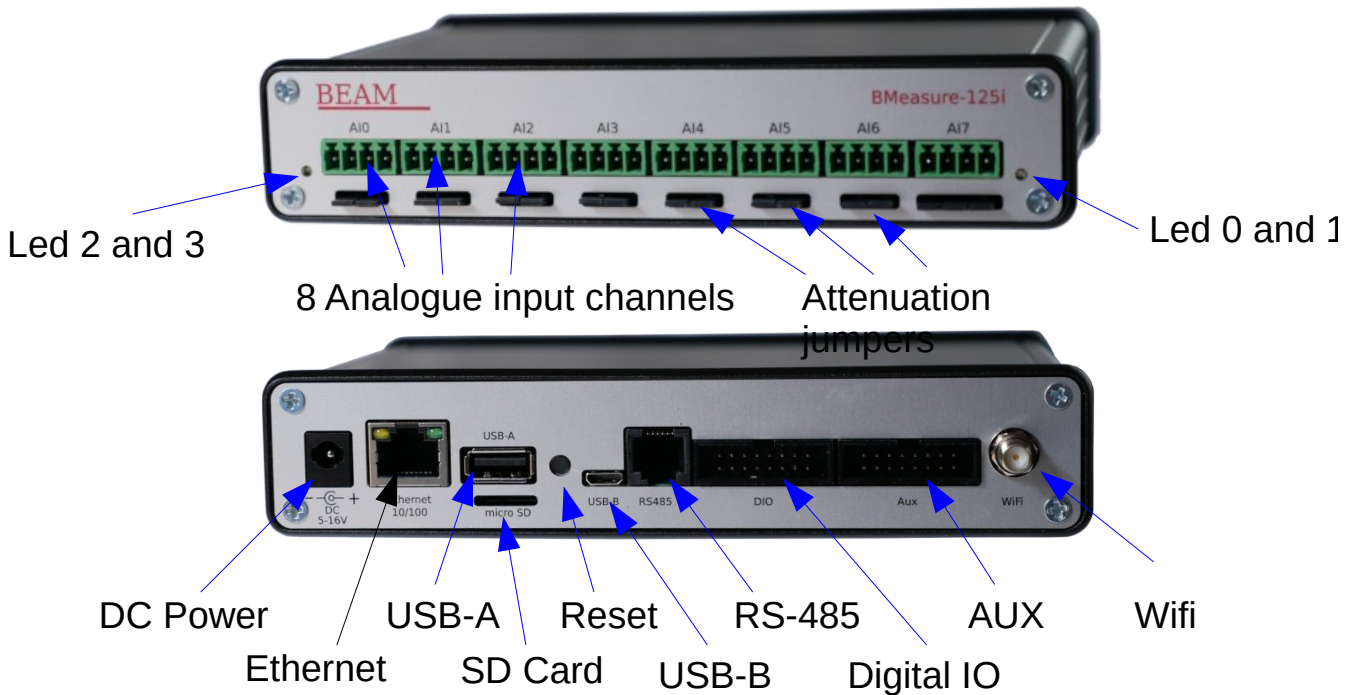 BEAM
BMeasure-125i
AI0 AI1 AI2 AI3 AI4 AI5 AI6 AI7
Led 2 and 3
Led 0 and 1
8 Analogue input channels
Attenuation
jumpers
USB-A
- +
DC
5-16V
Ethernet
10/100
micro SD
USB-B
RS485
DIO
Aux
WiFi
DC Power
USB-A
Reset
RS-485
AUX
Wifi
Ethernet
SD Card
USB-B
Digital IO